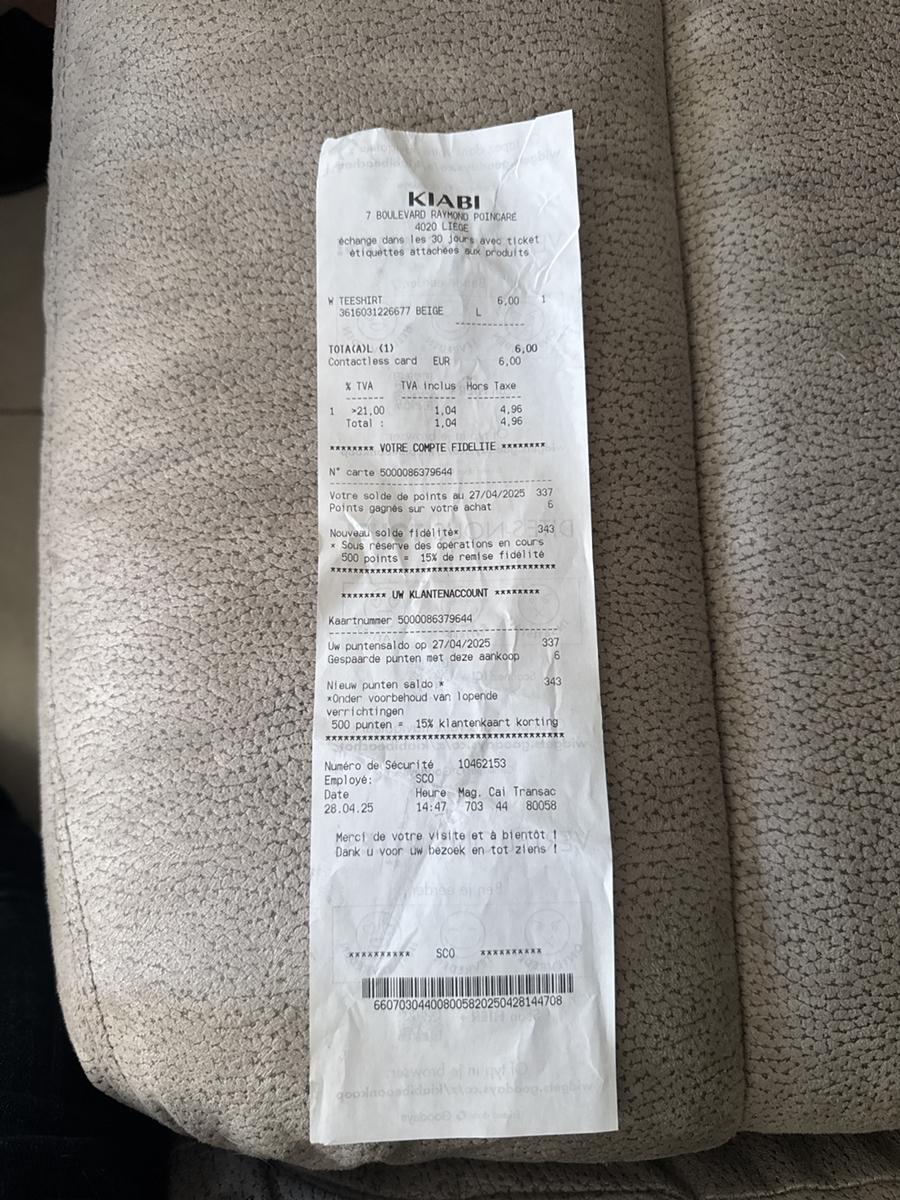 KIABI
7 BOULEVARD RAYMOND POINCARE
4020 LIEGE
échange dans les 30 jours avec ticket
étiquettes attachées aux produits
W TEESHIRT 6,00 1
3616031226677 BEIGE L
------------
TOTA(A)L (1) 6,00
Contactless card EUR 6,00
% TVA TVA inclus Hors Taxe
------ --------- ---------
1 >21,00 1,04 4,96
Total : 1,04 4,96
******** VOTRE COMPTE FIDELITE ********
N° carte 5000086379644
----------------------------------------
Votre solde de points au 27/04/2025 337
Points gagnés sur votre achat 6
Nouveau solde fidélité* 343
* Sous réserve des opérations en cours
500 points = 15% de remise fidélité
****************************************
******** UW KLANTENACCOUNT ********
Kaartnummer 5000086379644
----------------------------------------
Uw puntensaldo op 27/04/2025 337
Gespaarde punten met deze aankoop 6
Nieuw punten saldo * 343
*Onder voorbehoud van lopende
verrichtingen
500 punten = 15% klantenkaart korting
****************************************
Numéro de Sécurité 10462153
Employé: SCO
Date Heure Mag. Cai Transac
28.04.25 14:47 703 44 80058
Merci de votre visite et à bientôt !
Dank u voor uw bezoek en tot ziens !
********** SCO **********
660703044008005820250428144708